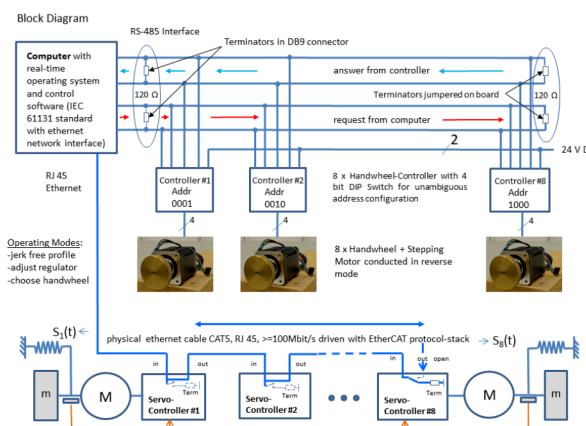 Block Diagram
RS-485 Interface
Computer with
real-time
operating system
and control
software (IEC
61131 standard
with ethernet
network interface)
Terminators in DB9 connector
answer from controller
120 Ω
Terminators jumpered on board
120 Ω
request from computer
2
24 V D
RJ 45
Ethernet
Controller #1
Addr
0001
Controller #2
Addr
0010
8 x Handwheel-Controller with 4
bit DIP Switch for unambiguous
address configuration
Controller #8
Addr
1000
4
4
4
Operating Modes:
-jerk free profile
-adjust regulator
-choose handwheel
8 x Handwheel + Stepping
Motor conducted in reverse
mode
S1(t)
physical ethernet cable CAT5, RJ 45, >=100Mbit/s driven with EtherCAT protocol-stack
S8(t)
in
out
in
out
in
out
open
m
M
Term
Servo-
Controller #1
Term
Servo-
Controller #2
Term
Servo-
Controller #8
M
m